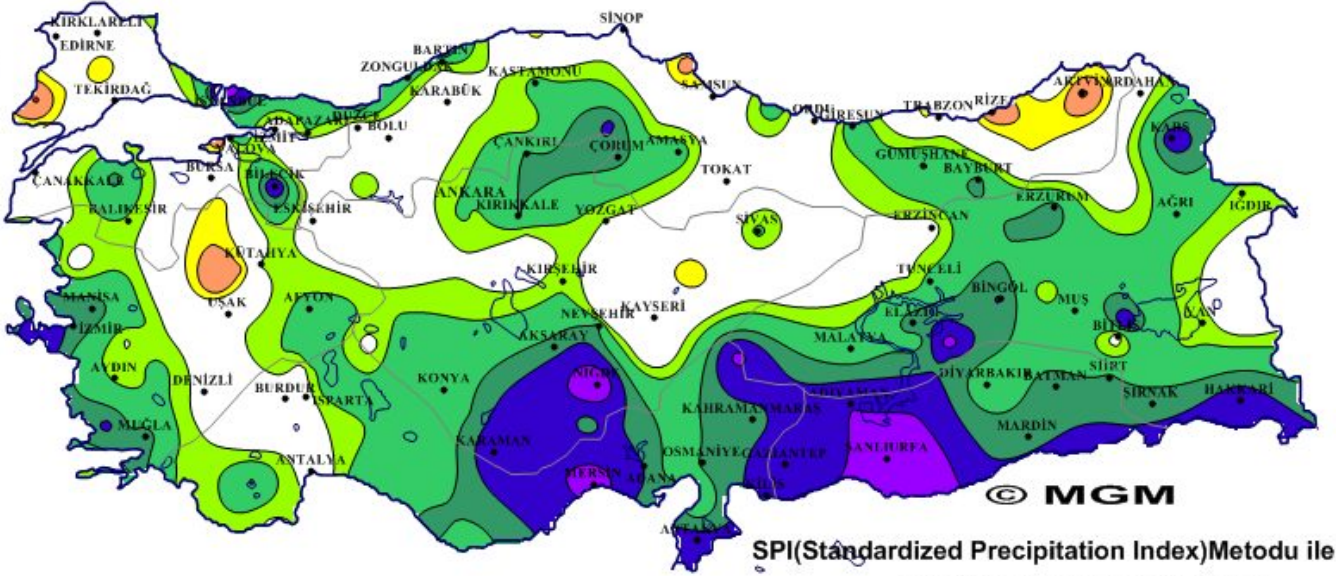 SİNOP
KIRKLARELİ
EDİRNE
BARTIN
ZONGULDAK
KASTAMONU
SAMSUN
ARTVİN
ARDAHAN
TEKİRDAĞ
KARABÜK
ORDU
GİRESUN
TRABZON
RİZE
ADAPAZARI
DÜZCE
BOLU
İZMİT
YALOVA
KARS
ÇANKIRI
ÇORUM
AMASYA
GÜMÜŞHANE
BURSA
BİLECİK
TOKAT
BAYBURT
ÇANAKKALE
ANKARA
KIRIKKALE
ERZURUM
AĞRI
IĞDIR
BALIKESİR
ESKİŞEHİR
YOZGAT
SİVAS
ERZİNCAN
KÜTAHYA
KIRŞEHİR
TUNCELİ
MANİSA
UŞAK
AFYON
KAYSERİ
BİNGÖL
MUŞ
NEVŞEHİR
ELAZIĞ
VAN
İZMİR
AKSARAY
MALATYA
BİTLİS
AYDIN
DENİZLİ
BURDUR
ISPARTA
KONYA
NİĞDE
ADIYAMAN
DİYARBAKIR
BATMAN
SİİRT
ŞIRNAK
HAKKARİ
KAHRAMANMARAŞ
MUĞLA
KARAMAN
MARDİN
ANTALYA
MERSİN
ADANA
OSMANİYE
GAZİANTEP
ŞANLIURFA
KİLİS
ANTAKYA
© MGM
SPI(Standardized Precipitation Index)Metodu ile